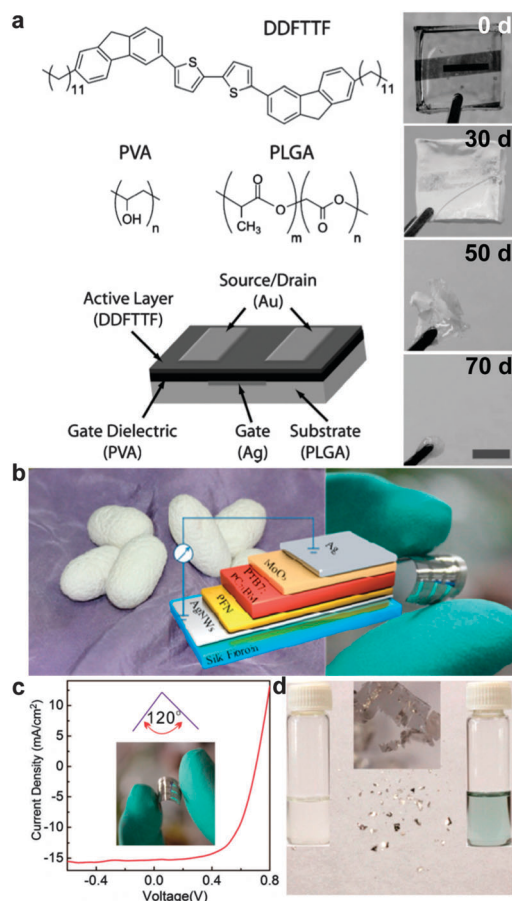 a
DDFTTF
0 d
S
S
11
11
30 d
PVA
PLGA
OH
n
O
CH₃
O
m
O
O
n
50 d
Source/Drain
(Au)
Active Layer
(DDFTTF)
70 d
Gate Dielectric
(PVA)
Gate
(Ag)
Substrate
(PLGA)
b
Ag
MoO₃
PTB7
PFN
AgNWs
Silk Fibroin
c
d
120°
Current Density (mA/cm²)
10
5
0
-5
-10
-15
-0.4
0.0
0.4
0.8
Voltage(V)